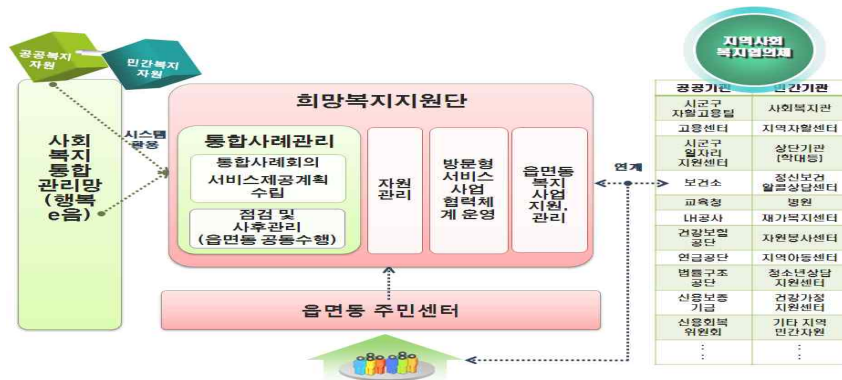 공공복지
자원
민간복지
자원
사회
복지
통합
관리망
(행복
e음)
시스템
활용
희망복지지원단
통합사례관리
통합사례회의
서비스제공계획
수립
점검 및
사후관리
(읍면동 공동수행)
자원
관리
방문형
서비스
사업
협력체
계 운영
읍면동
복지
사업
지원,
관리
읍면동 주민센터
연계
지역사회
복지협의체
공공기관 민간기관
시군구
자활고용팀
사회복지관
고용센터 지역자활센터
시군구
일자리
지원센터
상담기관
(학대등)
보건소
정신보건
알콜상담센터
교육청 병원
LH공사 재가복지센터
건강보험
공단
자원봉사센터
연금공단 지역아동센터
법률구조
공단
청소년상담
지원센터
신용보증
기금
건강가정
지원센터
신용회복
위원회
기타 지역
민간자원
: :